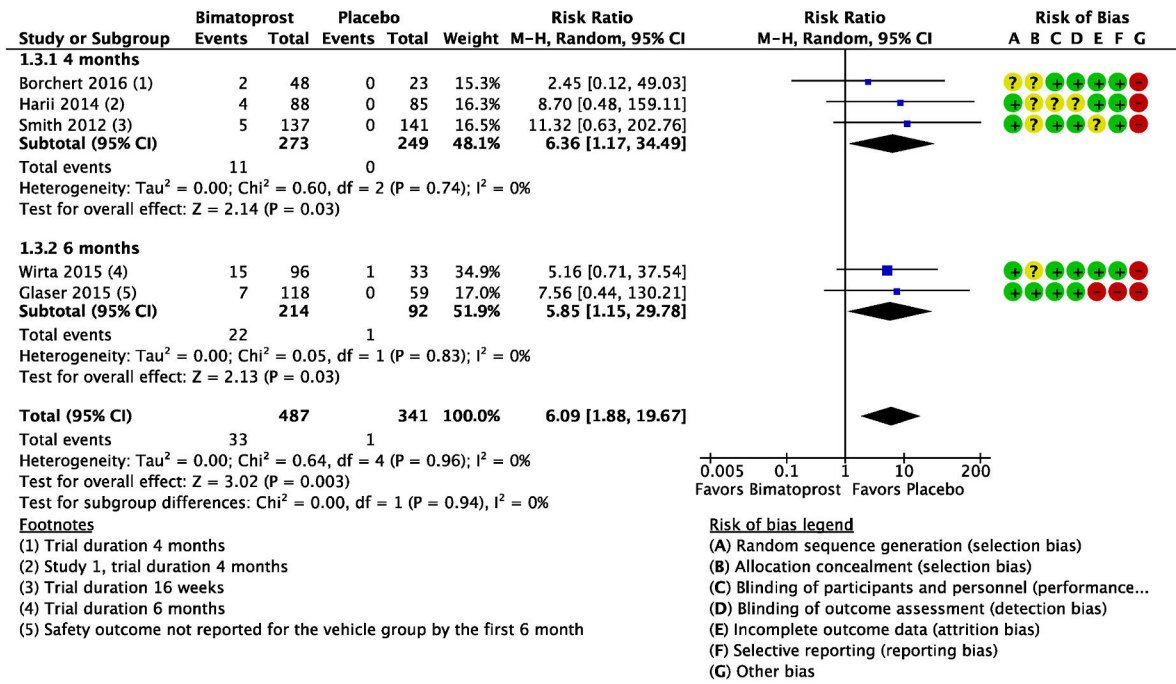 Bimatoprost Placebo Risk Ratio Risk Ratio Risk of Bias
Study or Subgroup Events Total Events Total Weight M-H, Random, 95% CI M-H, Random, 95% CI A B C D E F G
1.3.1 4 months
Borchert 2016 (1) 2 48 0 23 15.3% 2.45 [0.12, 49.03] ? ? + + + + −
Harii 2014 (2) 4 88 0 85 16.3% 8.70 [0.48, 159.11] + ? ? ? + + −
Smith 2012 (3) 5 137 0 141 16.5% 11.32 [0.63, 202.76] + ? + + ? + −
Subtotal (95% CI) 273 249 48.1% 6.36 [1.17, 34.49]
Total events 11 0
Heterogeneity: Tau² = 0.00; Chi² = 0.60, df = 2 (P = 0.74); I² = 0%
Test for overall effect: Z = 2.14 (P = 0.03)
1.3.2 6 months
Wirta 2015 (4) 15 96 1 33 34.9% 5.16 [0.71, 37.54] + ? + + + + −
Glaser 2015 (5) 7 118 0 59 17.0% 7.56 [0.44, 130.21] + + + + − − −
Subtotal (95% CI) 214 92 51.9% 5.85 [1.15, 29.78]
Total events 22 1
Heterogeneity: Tau² = 0.00; Chi² = 0.05, df = 1 (P = 0.83); I² = 0%
Test for overall effect: Z = 2.13 (P = 0.03)
Total (95% CI) 487 341 100.0% 6.09 [1.88, 19.67]
Total events 33 1
Heterogeneity: Tau² = 0.00; Chi² = 0.64, df = 4 (P = 0.96); I² = 0%
Test for overall effect: Z = 3.02 (P = 0.003)
Test for subgroup differences: Chi² = 0.00, df = 1 (P = 0.94), I² = 0%
0.005 0.1 1 10 200
Favors Bimatoprost Favors Placebo
Footnotes
(1) Trial duration 4 months
(2) Study 1, trial duration 4 months
(3) Trial duration 16 weeks
(4) Trial duration 6 months
(5) Safety outcome not reported for the vehicle group by the first 6 month
Risk of bias legend
(A) Random sequence generation (selection bias)
(B) Allocation concealment (selection bias)
(C) Blinding of participants and personnel (performance...
(D) Blinding of outcome assessment (detection bias)
(E) Incomplete outcome data (attrition bias)
(F) Selective reporting (reporting bias)
(G) Other bias